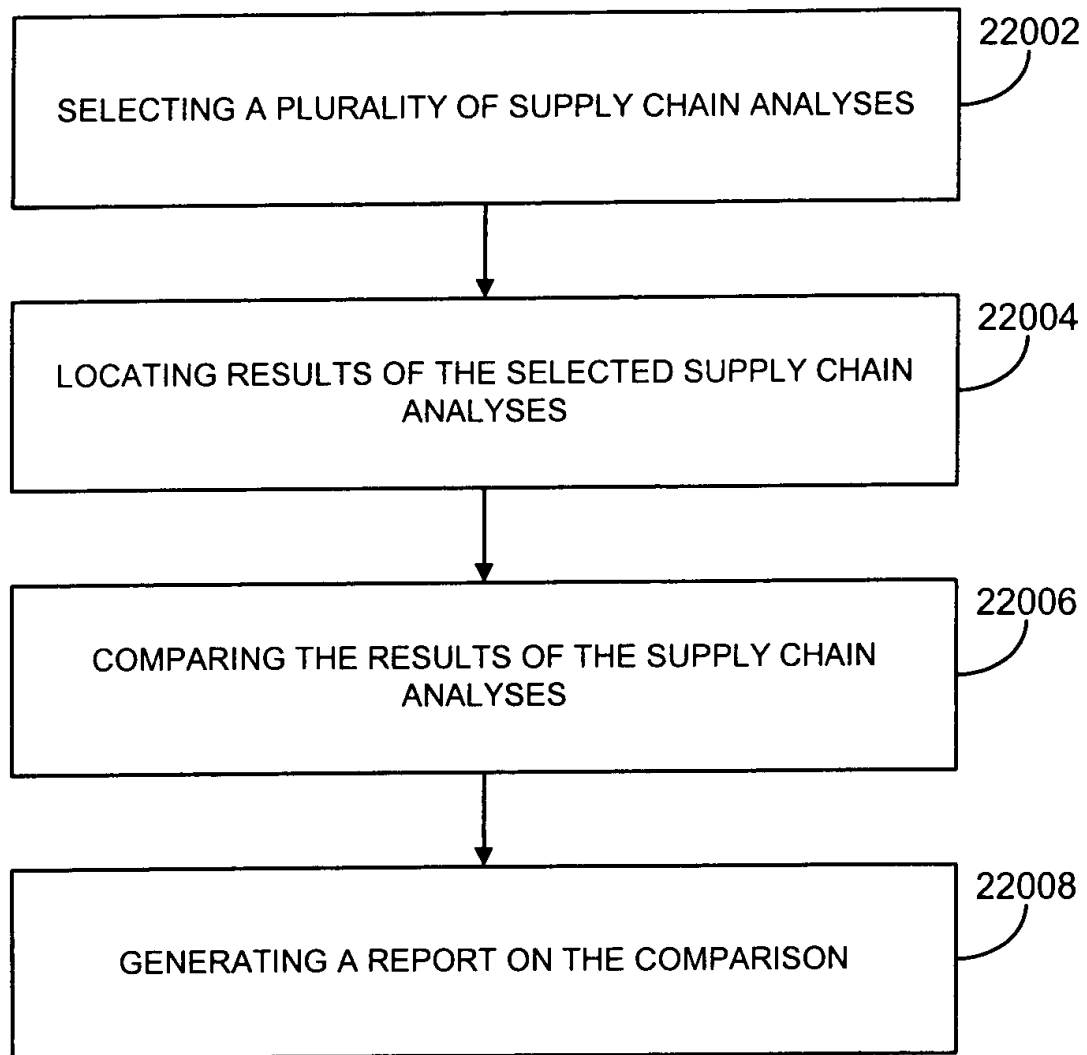 22002
SELECTING A PLURALITY OF SUPPLY CHAIN ANALYSES
22004
LOCATING RESULTS OF THE SELECTED SUPPLY CHAIN
ANALYSES
22006
COMPARING THE RESULTS OF THE SUPPLY CHAIN
ANALYSES
22008
GENERATING A REPORT ON THE COMPARISON